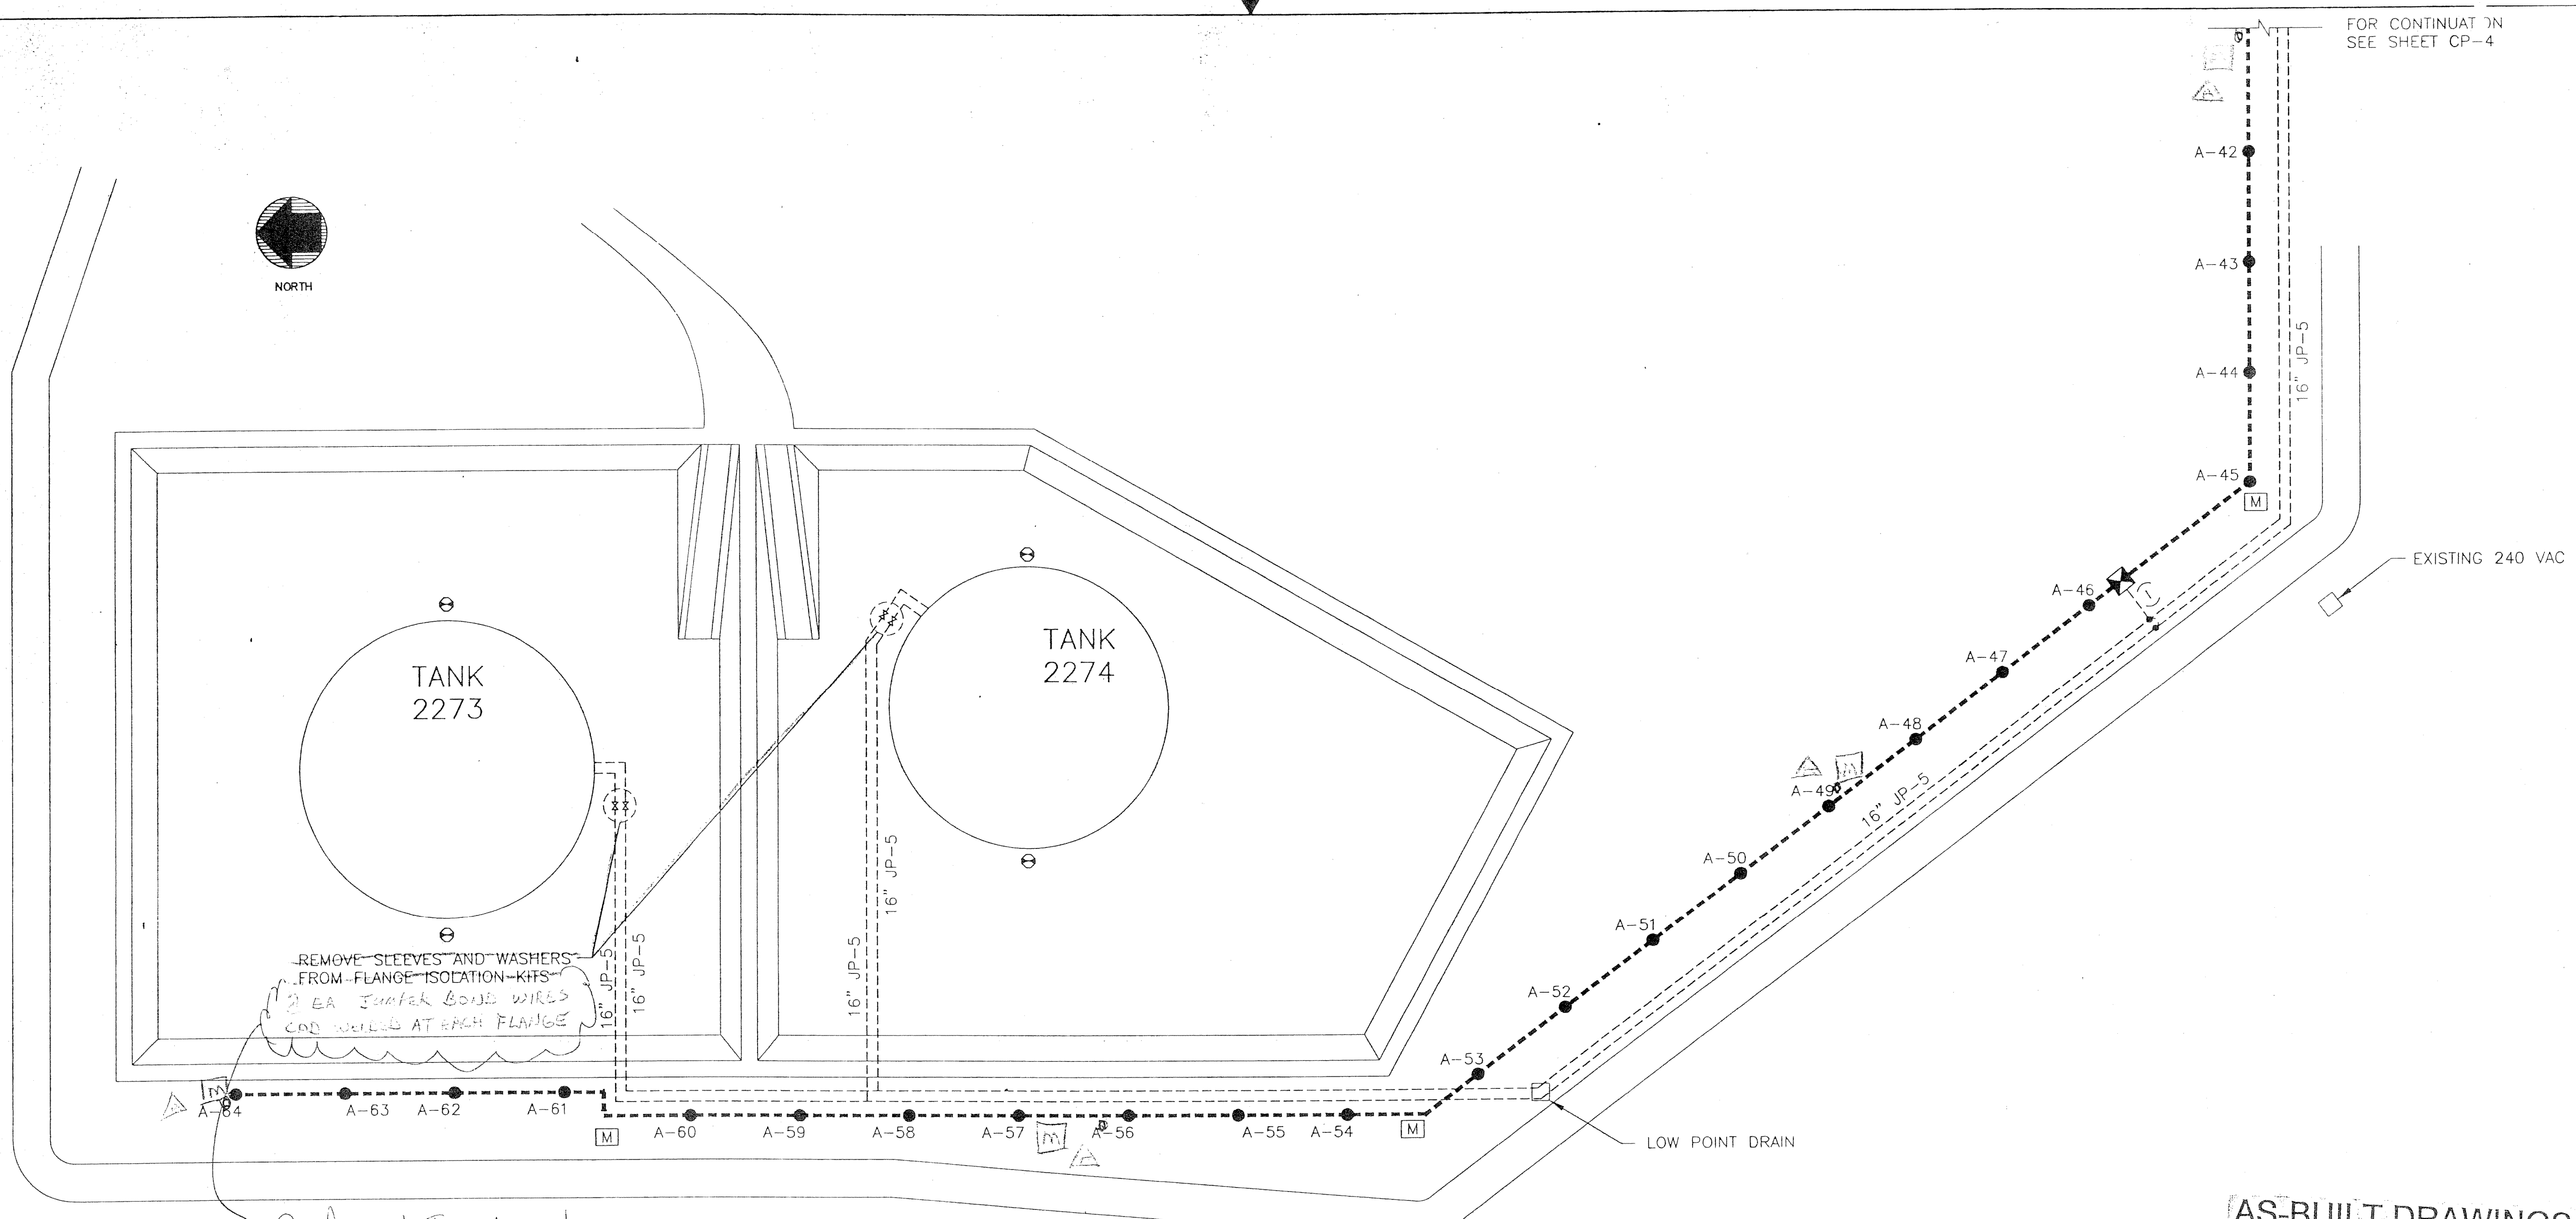 FOR CONTINUAT ON
SEE SHEET CP-4
A
A-42
NORTH
A-43
16" JP-5
A-44
A-45
M
EXISTING 240 VAC
A-46
1
TANK
2274
TANK
2273
A-47
A-48
M
A-49
16" JP-5
A-50
16" JP-5
A-51
16" JP-5
16" JP-5
16" JP-5
REMOVE SLEEVES AND WASHERS
FROM FLANGE ISOLATION KITS
2 EA JUMPER BOND WIRES
CAD WELDED AT EACH FLANGE
A-52
A-53
M
A-64
A-63
A-62
A-61
M
A-60
A-59
A-58
A-57
M
A-56
A-55
A-54
M
LOW POINT DRAIN
AS-BUILT DRAWINGS